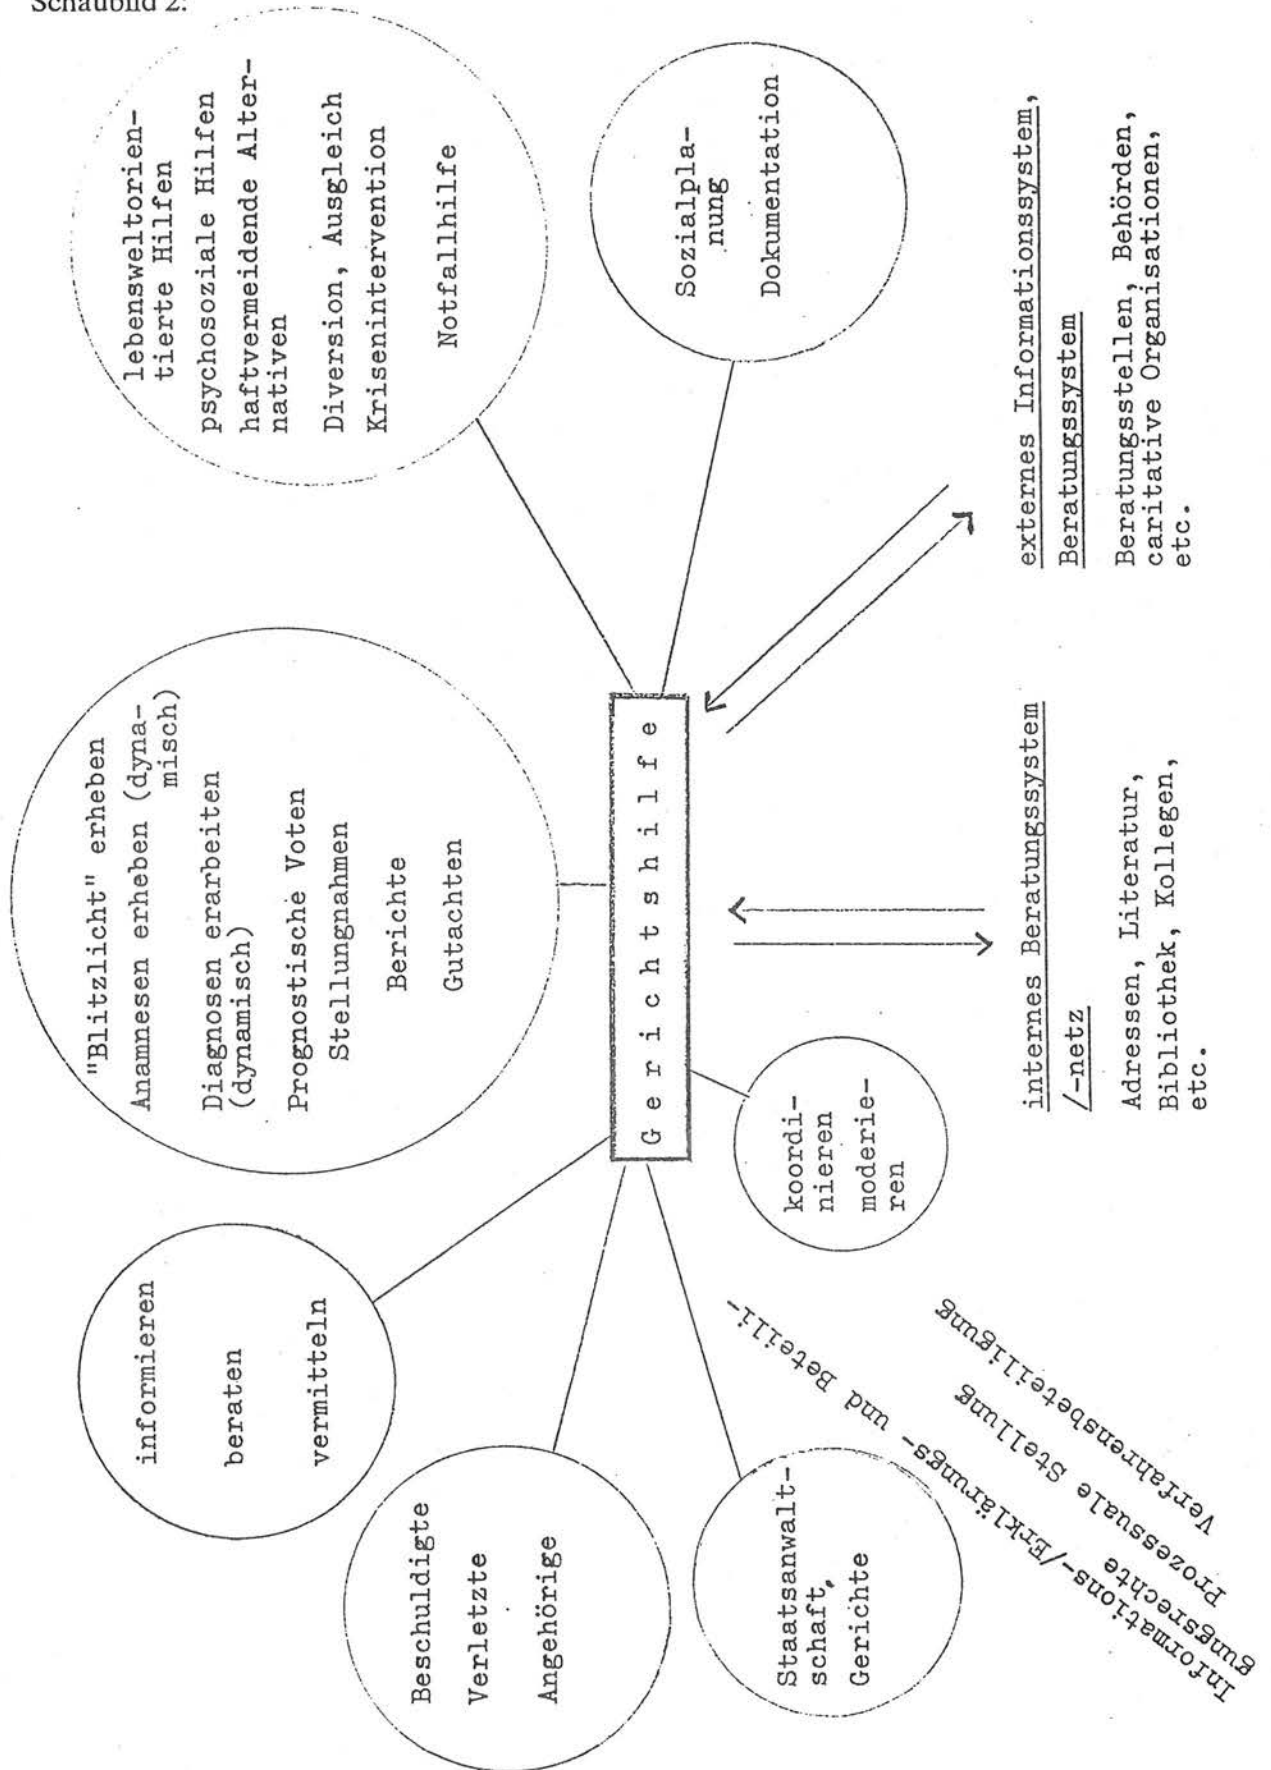 Schaubild 2:
informieren
beraten
vermitteln
"Blitzlicht" erheben
Anamnesen erheben (dyna-
misch)
Diagnosen erarbeiten
(dynamisch)
Prognostische Voten
Stellungnahmen
Berichte
Gutachten
lebensweltorien-
tierte Hilfen
psychosoziale Hilfen
haftvermeidende Alter-
nativen
Diversion, Ausgleich
Krisenintervention
Notfallhilfe
Beschuldigte
Verletzte
Angehörige
Gerichtshilfe
Sozialpla-
nung
Dokumentation
Staatsanwalt-
schaft,
Gerichte
koordi-
nieren
moderie-
ren
Informations-/Erklärungs- und Beteili-
gungsrechte
Prozessuale Stellung
Verfahrensbeteiligung
internes Beratungssystem
/-netz
Adressen, Literatur,
Bibliothek, Kollegen,
etc.
externes Informationssystem,
Beratungssystem
Beratungsstellen, Behörden,
caritative Organisationen,
etc.